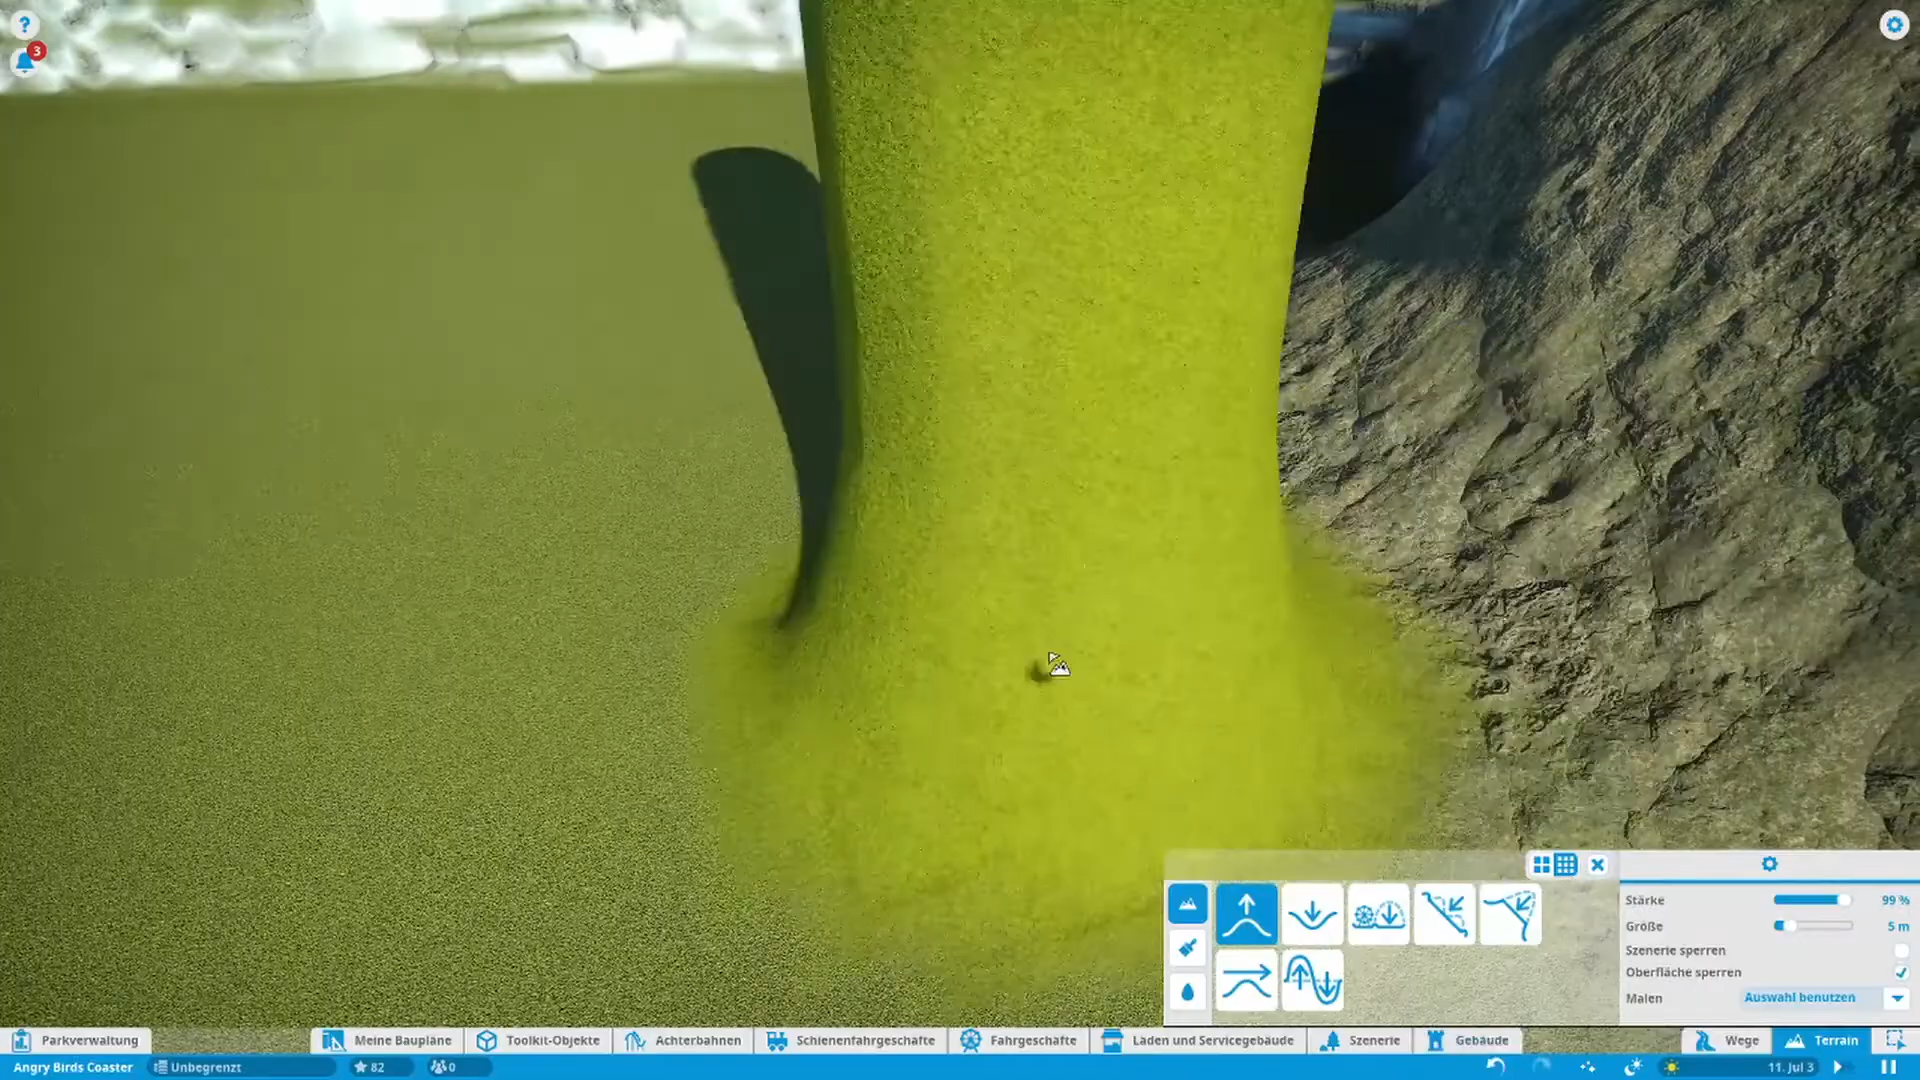 ?
3
Stärke 99 %
Größe 5 m
Szenerie sperren
Oberfläche sperren
Malen Auswahl benutzen
Parkverwaltung Meine Baupläne Toolkit-Objekte Achterbahnen Schienenfahrgeschäfte Fahrgeschäfte Läden und Servicegebäude Szenerie Gebäude Wege Terrain
Angry Birds Coaster Unbegrenzt 82 0 11. Jul 3